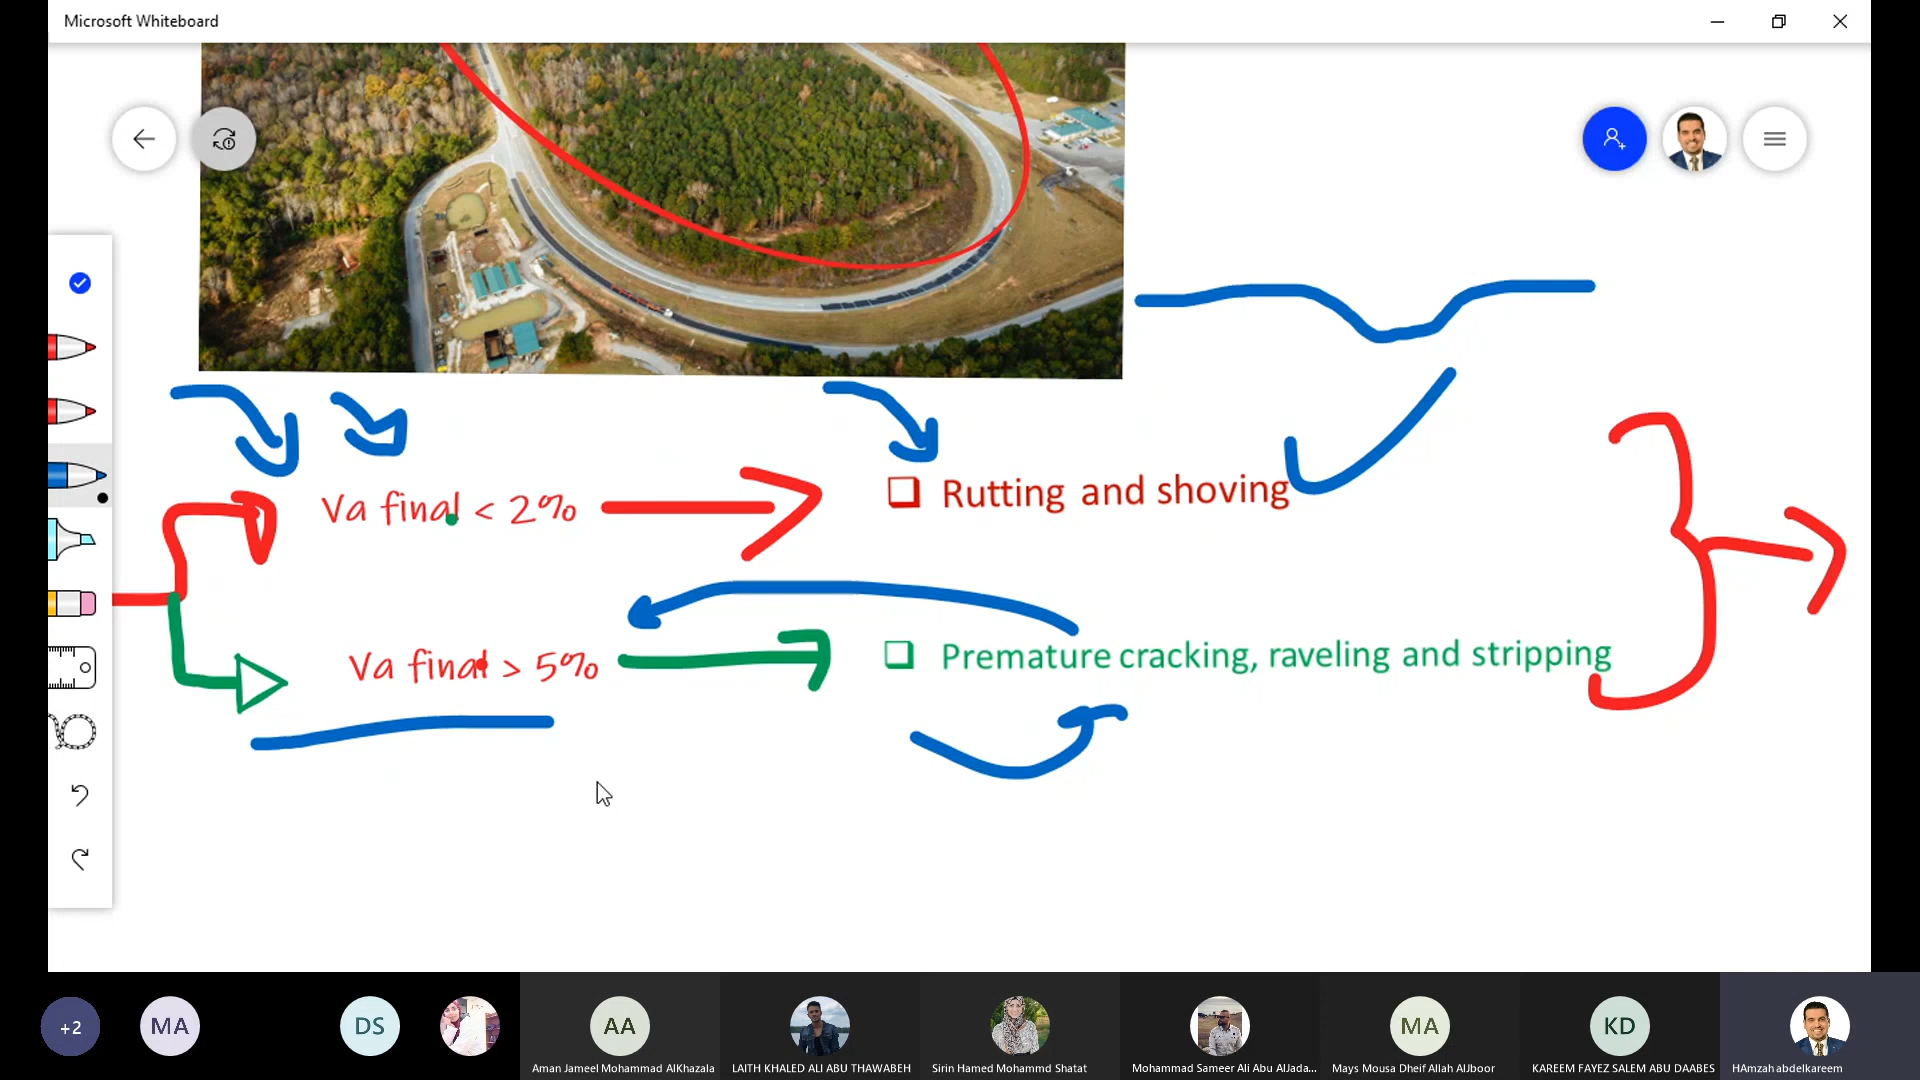 Microsoft Whiteboard
Va final < 2%
Rutting and shoving
Va final > 5%
Premature cracking, raveling and stripping
+2
MA
DS
AA
MA
KD
Aman Jameel Mohammad AlKhazala
LAITH KHALED ALI ABU THAWABEH
Sirin Hamed Mohammd Shatat
Mohammad Sameer Ali Abu AlJada...
Mays Mousa Dheif Allah AlJboor
KAREEM FAYEZ SALEM ABU DAABES
HAmzah abdelkareem